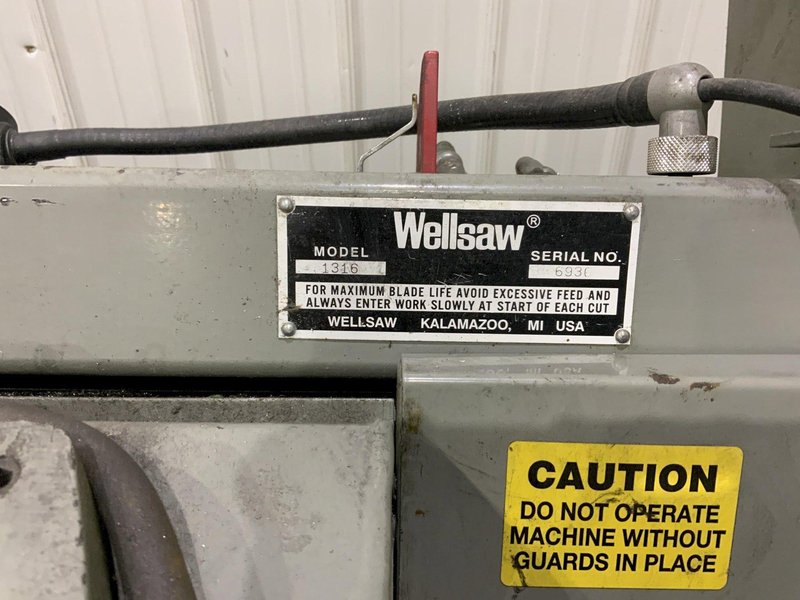 Wellsaw®
MODEL SERIAL NO.
1316
FOR MAXIMUM BLADE LIFE AVOID EXCESSIVE FEED AND
ALWAYS ENTER WORK SLOWLY AT START OF EACH CUT
WELLSAW KALAMAZOO, MI USA
CAUTION
DO NOT OPERATE
MACHINE WITHOUT
GUARDS IN PLACE